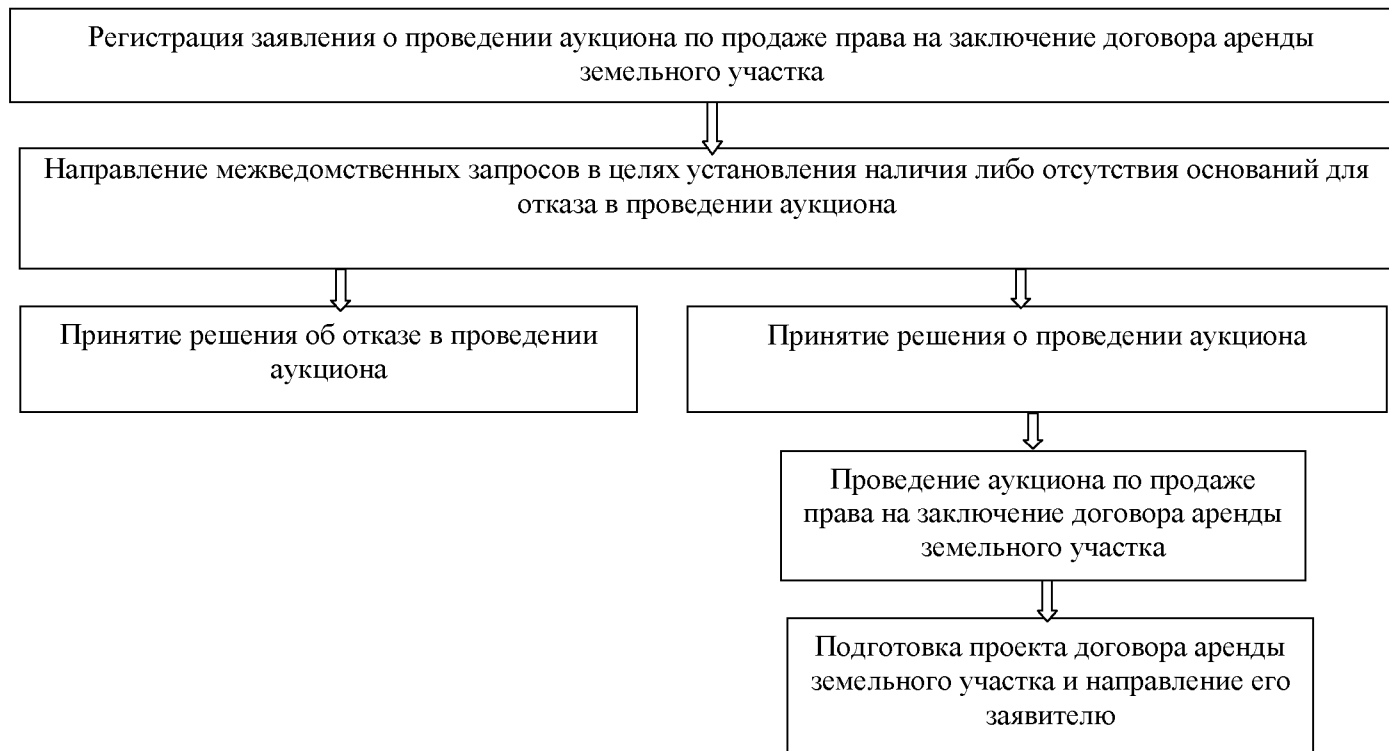 Регистрация заявления о проведении аукциона по продаже права на заключение договора аренды
земельного участка
Направление межведомственных запросов в целях установления наличия либо отсутствия оснований для
отказа в проведении аукциона
Принятие решения об отказе в проведении
аукциона
Принятие решения о проведении аукциона
Проведение аукциона по продаже
права на заключение договора аренды
земельного участка
Подготовка проекта договора аренды
земельного участка и направление его
заявителю